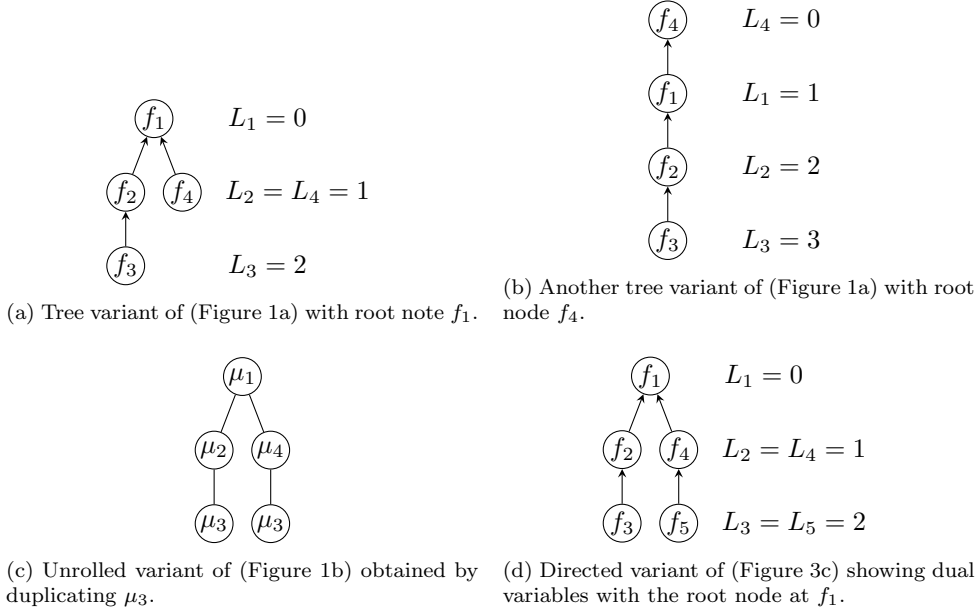 f₁ L₁ = 0
f₂ f₄ L₂ = L₄ = 1
f₃ L₃ = 2
(a) Tree variant of (Figure 1a) with root note f₁.
f₄ L₄ = 0
f₁ L₁ = 1
f₂ L₂ = 2
f₃ L₃ = 3
(b) Another tree variant of (Figure 1a) with root
node f₄.
μ₁
μ₂ μ₄
μ₃ μ₃
(c) Unrolled variant of (Figure 1b) obtained by
duplicating μ₃.
f₁ L₁ = 0
f₂ f₄ L₂ = L₄ = 1
f₃ f₅ L₃ = L₅ = 2
(d) Directed variant of (Figure 3c) showing dual
variables with the root node at f₁.